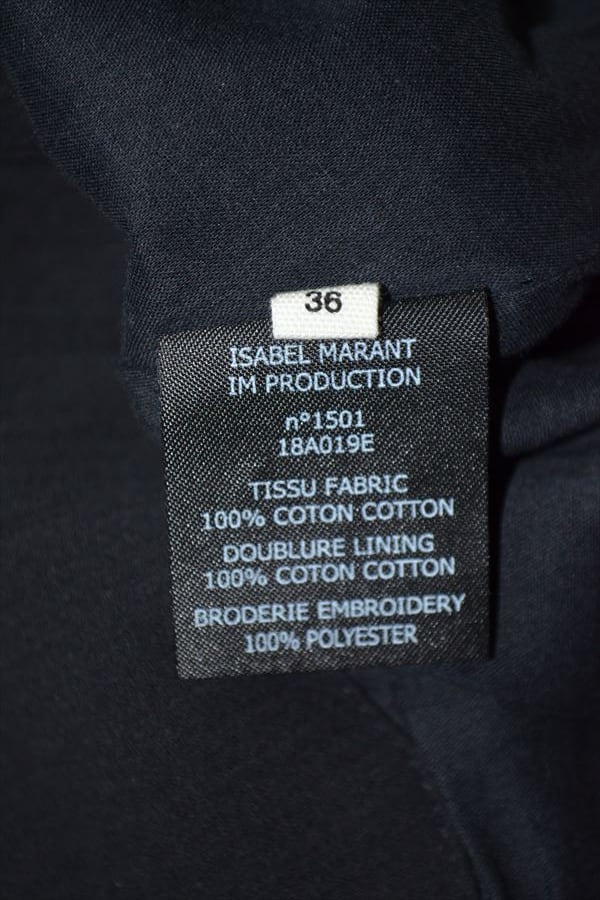 36
ISABEL MARANT
IM PRODUCTION
n°1501
18A019E
TISSU FABRIC
100% COTON COTTON
DOUBLURE LINING
100% COTON COTTON
BRODERIE EMBROIDERY
100% POLYESTER